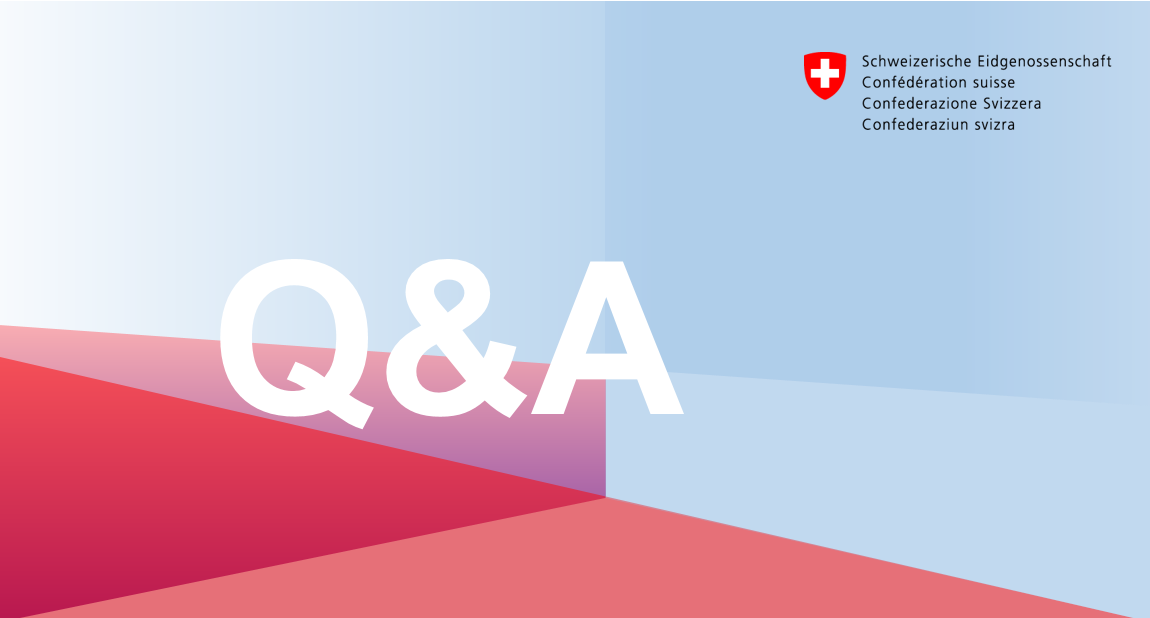 Schweizerische Eidgenossenschaft
Confédération suisse
Confederazione Svizzera
Confederaziun svizra
Q&A